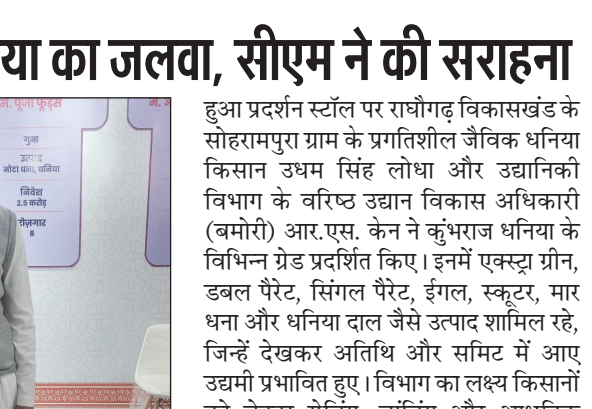 या का जलवा, सीएम ने की सराहना
में. पूजा फूड्स
गुना
उत्पाद
मोटा धना, धनिया
निवेश
2.5 करोड़
रोज़गार
8
हुआ प्रदर्शन स्टॉल पर राघौगढ़ विकासखंड के
सोहरामपुरा ग्राम के प्रगतिशील जैविक धनिया
किसान उधम सिंह लोधा और उद्यानिकी
विभाग के वरिष्ठ उद्यान विकास अधिकारी
(बमोरी) आर.एस. केन ने कुंभराज धनिया के
विभिन्न ग्रेड प्रदर्शित किए। इनमें एक्स्ट्रा ग्रीन,
डबल पैरेट, सिंगल पैरेट, ईगल, स्कूटर, मार
धना और धनिया दाल जैसे उत्पाद शामिल रहे,
जिन्हें देखकर अतिथि और समिट में आए
उद्यमी प्रभावित हुए। विभाग का लक्ष्य किसानों